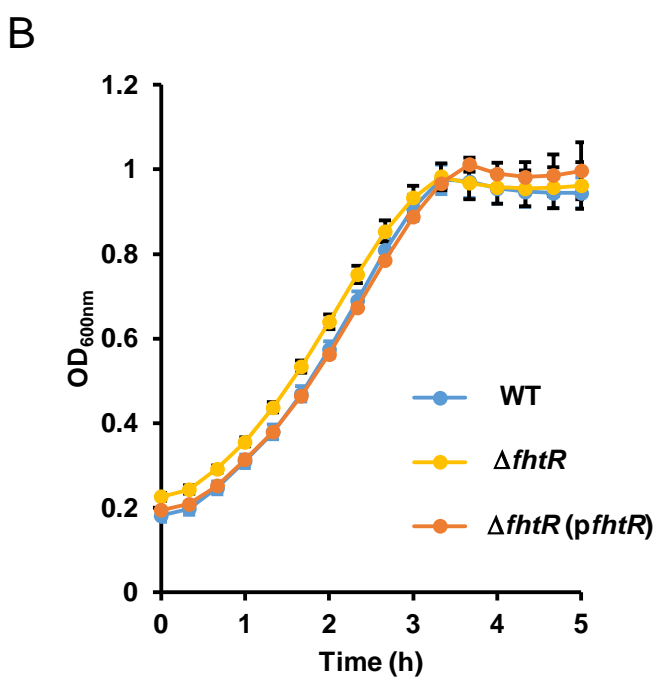 B
1.2
1
0.8
0.6
0.4
0.2
0
OD600nm
WT
ΔfhtR
ΔfhtR (pfhtR)
0 1 2 3 4 5
Time (h)